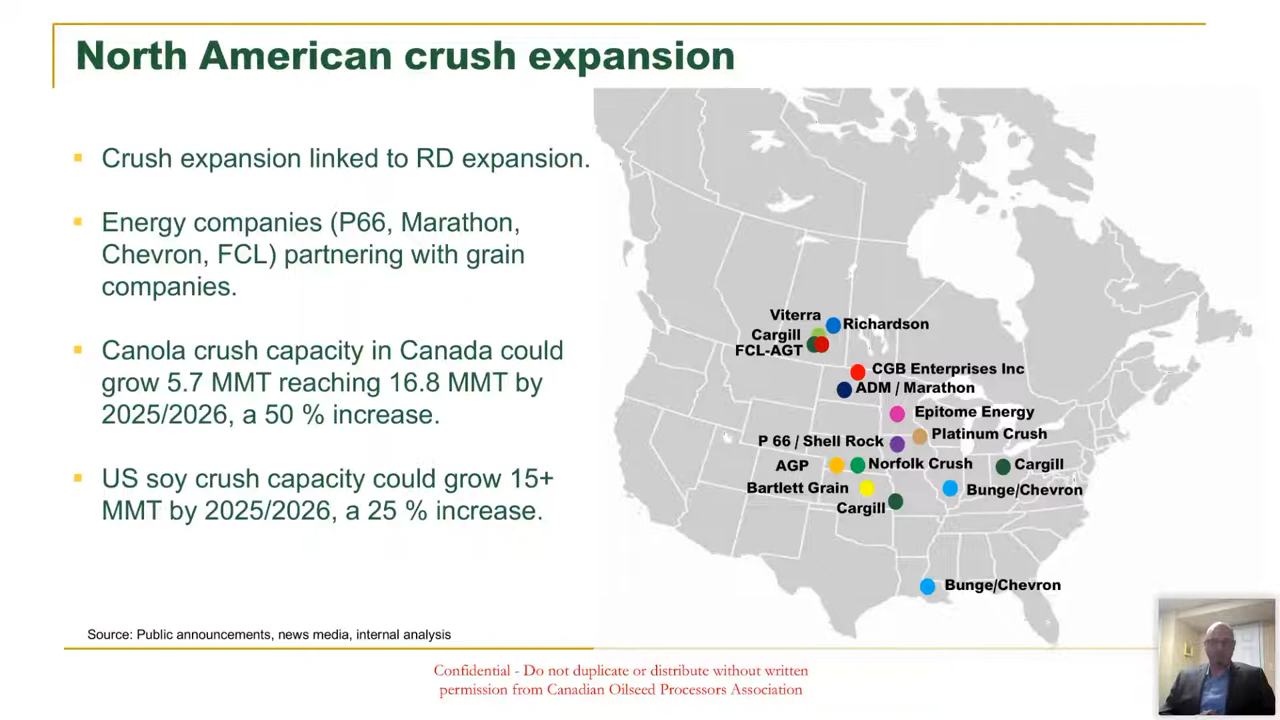 North American crush expansion
Crush expansion linked to RD expansion.
Energy companies (P66, Marathon,
Chevron, FCL) partnering with grain
companies.
Canola crush capacity in Canada could
grow 5.7 MMT reaching 16.8 MMT by
2025/2026, a 50 % increase.
US soy crush capacity could grow 15+
MMT by 2025/2026, a 25 % increase.
Viterra
Richardson
Cargill
FCL-AGT
CGB Enterprises Inc
ADM / Marathon
Epitome Energy
Platinum Crush
P 66 / Shell Rock
AGP
Norfolk Crush
Cargill
Bartlett Grain
Bunge/Chevron
Cargill
Bunge/Chevron
Source: Public announcements, news media, internal analysis
Confidential - Do not duplicate or distribute without written
permission from Canadian Oilseed Processors Association